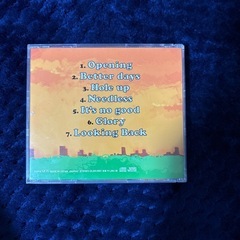 1. Opening
2. Better days
3. Hole up
4. Needless
5. It's no good
6. Glory
7. Looking Back